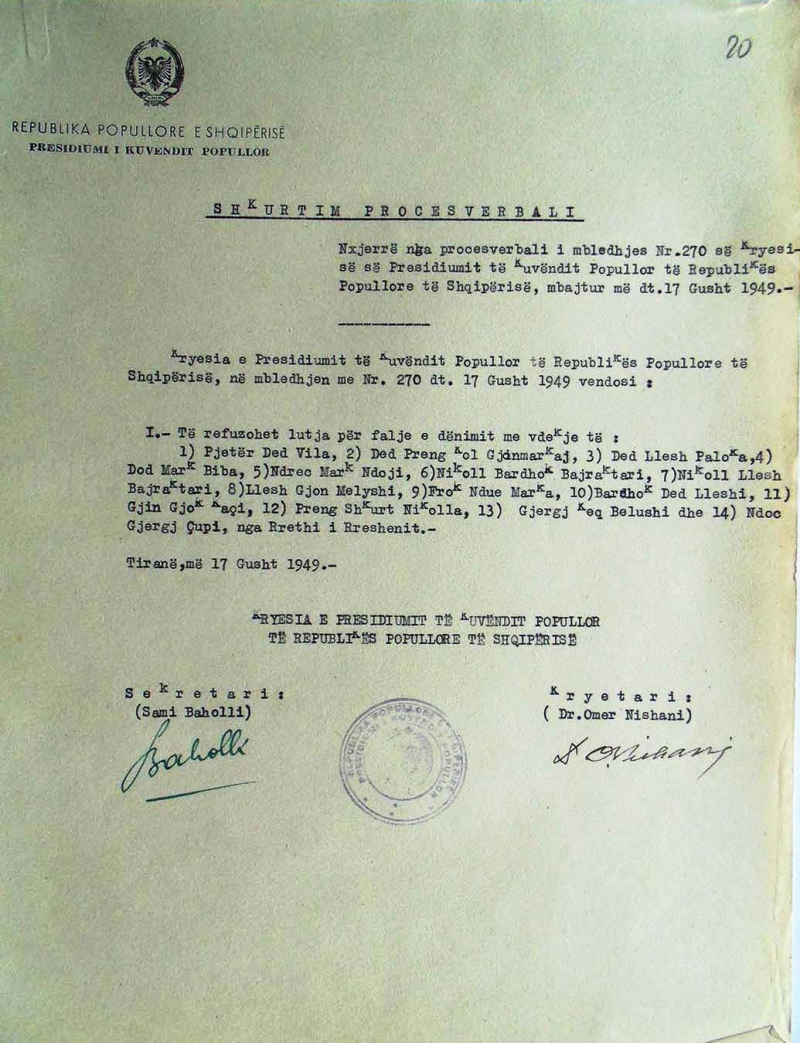 20
REPUBLIKA POPULLORE E SHQIPËRISË
PRESIDIUMI I KUVENDIT POPULLOR
SHKURTIM PROCESVERBALI
Nxjerrë nga procesverbali i mbledhjes Nr.270 së Kryesi-
së së Presidiumit të Kuvëndit Popullor të Republikës
Popullore të Shqipërisë, mbajtur më dt.17 Gusht 1949.-
Kryesia e Presidiumit të Kuvëndit Popullor të Republikës Popullore të
Shqipërisë, në mbledhjen me Nr. 270 dt. 17 Gusht 1949 vendosi :
I.- Të refuzohet lutja për falje e dënimit me vdekje të :
1) Pjetër Ded Vila, 2) Ded Preng Kol Gjonmarkaj, 3) Ded Llesh Paloka,4)
Dod Mark Biba, 5)Ndrec Mark Ndoji, 6)Nikoll Bardhok Bajraktari, 7)Nikoll Llesh
Bajraktari, 8)Llesh Gjon Melyshi, 9)Frok Ndue Marka, 10)Bardhok Ded Lleshi, 11)
Gjin Gjok Kaçi, 12) Preng Shkurt Nikolla, 13) Gjergj Keq Belushi dhe 14) Ndoc
Gjergj Çupi, nga Rrethi i Rreshenit.-
Tiranë,më 17 Gusht 1949.-
KRYESIA E PRESIDIUMIT TË KUVËNDIT POPULLOR
TË REPUBLIKËS POPULLORE TË SHQIPËRISË
Sekretari:
(Sami Baholli)
Baholli
Kryetari:
( Dr.Omer Nishani)